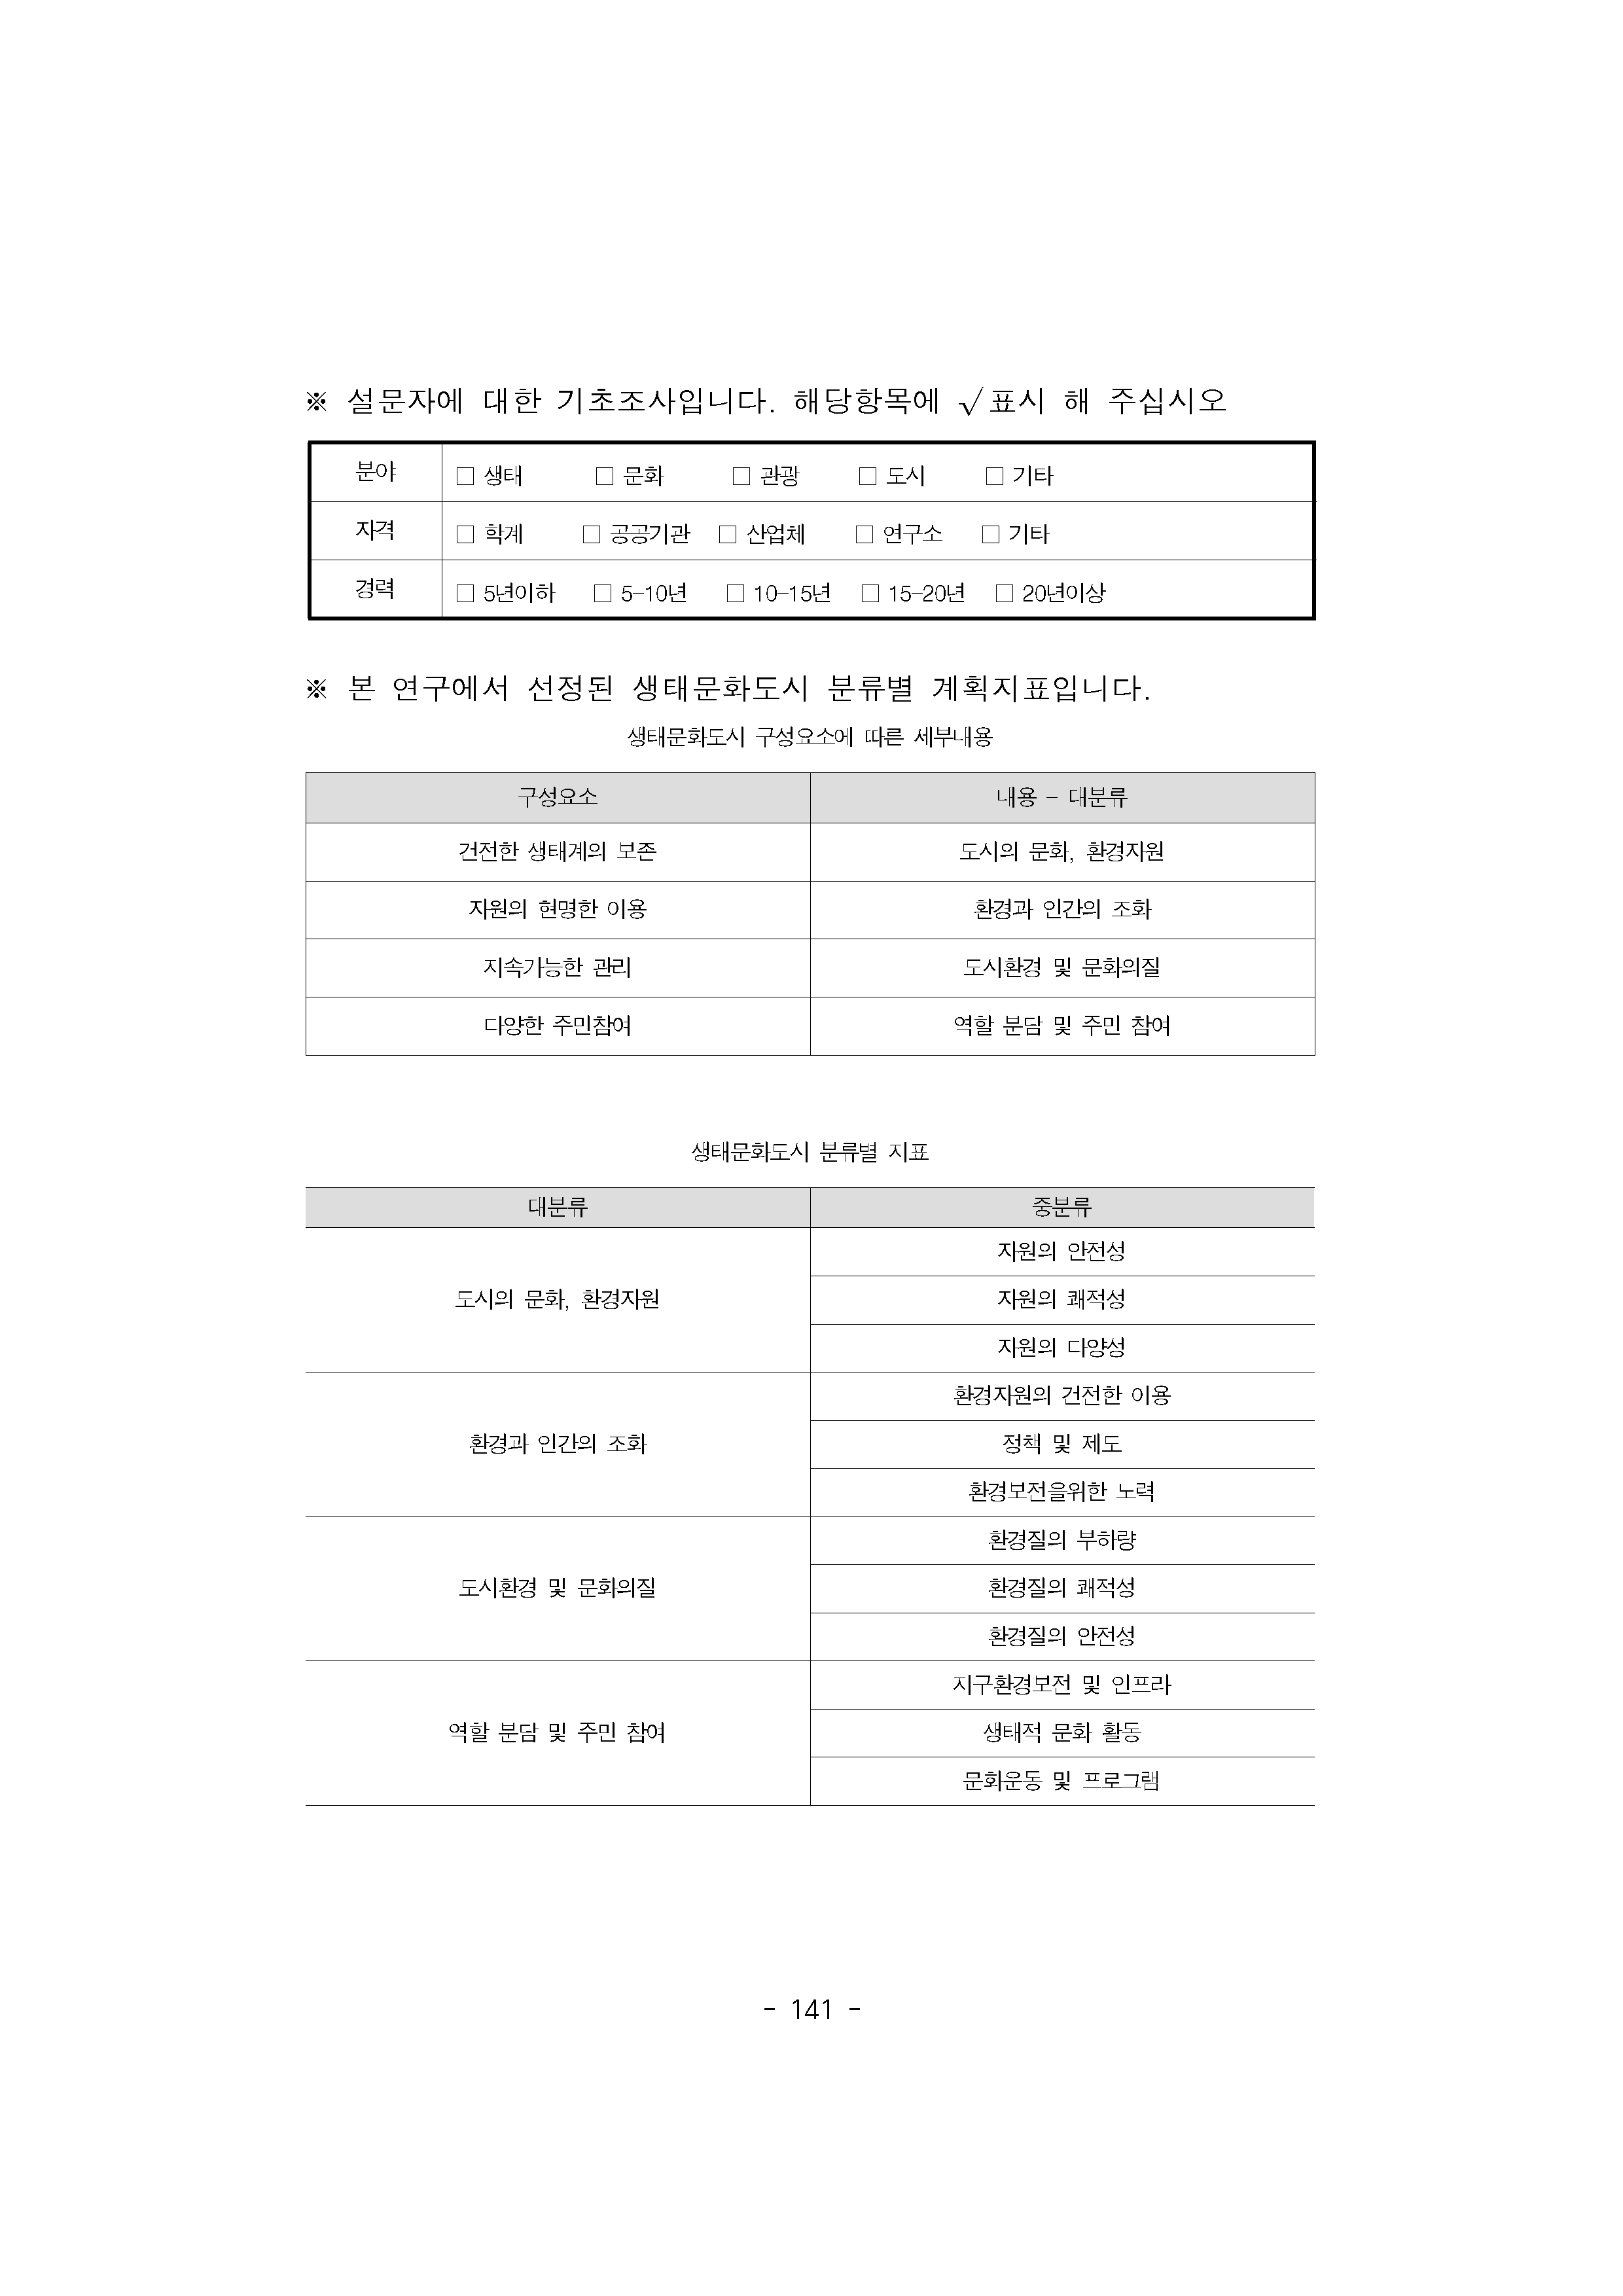 ※ 설문자에 대한 기초조사입니다. 해당항목에 √표시 해 주십시오
분야 □ 생태 □ 문화 □ 관광 □ 도시 □ 기타
자격 □ 학계 □ 공공기관 □ 산업체 □ 연구소 □ 기타
경력 □ 5년이하 □ 5-10년 □ 10-15년 □ 15-20년 □ 20년이상
※ 본 연구에서 선정된 생태문화도시 분류별 계획지표입니다.
생태문화도시 구성요소에 따른 세부내용
구성요소 내용 - 대분류
건전한 생태계의 보존 도시의 문화, 환경자원
자원의 현명한 이용 환경과 인간의 조화
지속가능한 관리 도시환경 및 문화의질
다양한 주민참여 역할 분담 및 주민 참여
생태문화도시 분류별 지표
대분류 중분류
자원의 안전성
도시의 문화, 환경자원 자원의 쾌적성
자원의 다양성
환경자원의 건전한 이용
환경과 인간의 조화 정책 및 제도
환경보전을위한 노력
환경질의 부하량
도시환경 및 문화의질 환경질의 쾌적성
환경질의 안전성
지구환경보전 및 인프라
역할 분담 및 주민 참여 생태적 문화 활동
문화운동 및 프로그램
- 141 -